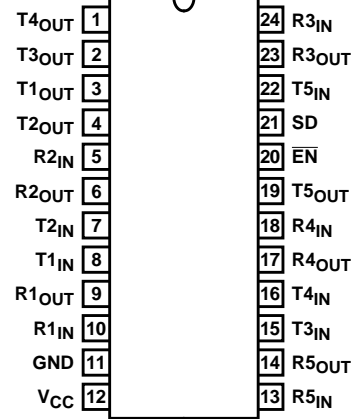 T4OUT 1 24 R3IN
T3OUT 2 23 R3OUT
T1OUT 3 22 T5IN
T2OUT 4 21 SD
R2IN 5 20 E̅N̅
R2OUT 6 19 T5OUT
T2IN 7 18 R4IN
T1IN 8 17 R4OUT
R1OUT 9 16 T4IN
R1IN 10 15 T3IN
GND 11 14 R5OUT
VCC 12 13 R5IN